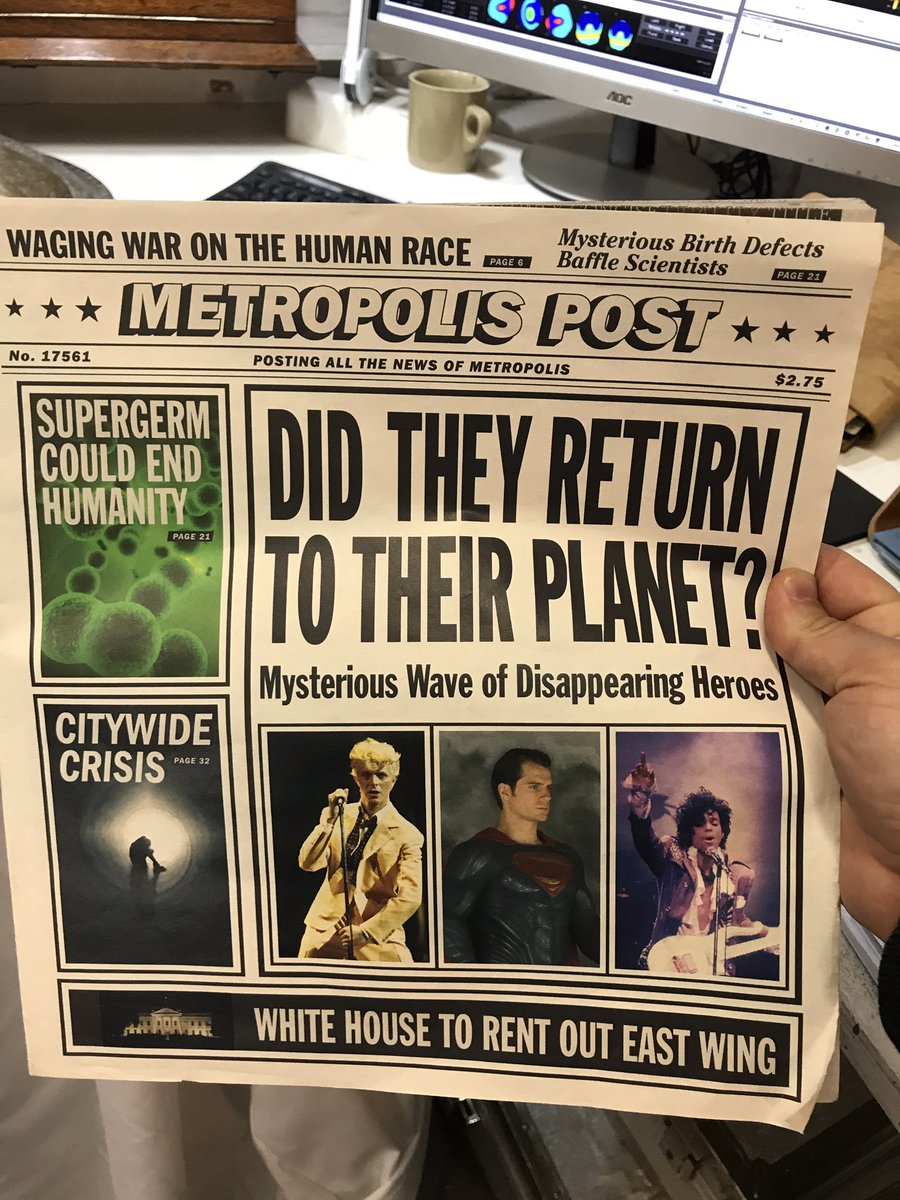 AOC
WAGING WAR ON THE HUMAN RACE PAGE 6
Mysterious Birth Defects
Baffle Scientists PAGE 21
METROPOLIS POST
No. 17561
POSTING ALL THE NEWS OF METROPOLIS
$2.75
SUPERGERM
COULD END
HUMANITY
PAGE 21
DID THEY RETURN
TO THEIR PLANET?
Mysterious Wave of Disappearing Heroes
CITYWIDE
CRISIS PAGE 32
WHITE HOUSE TO RENT OUT EAST WING